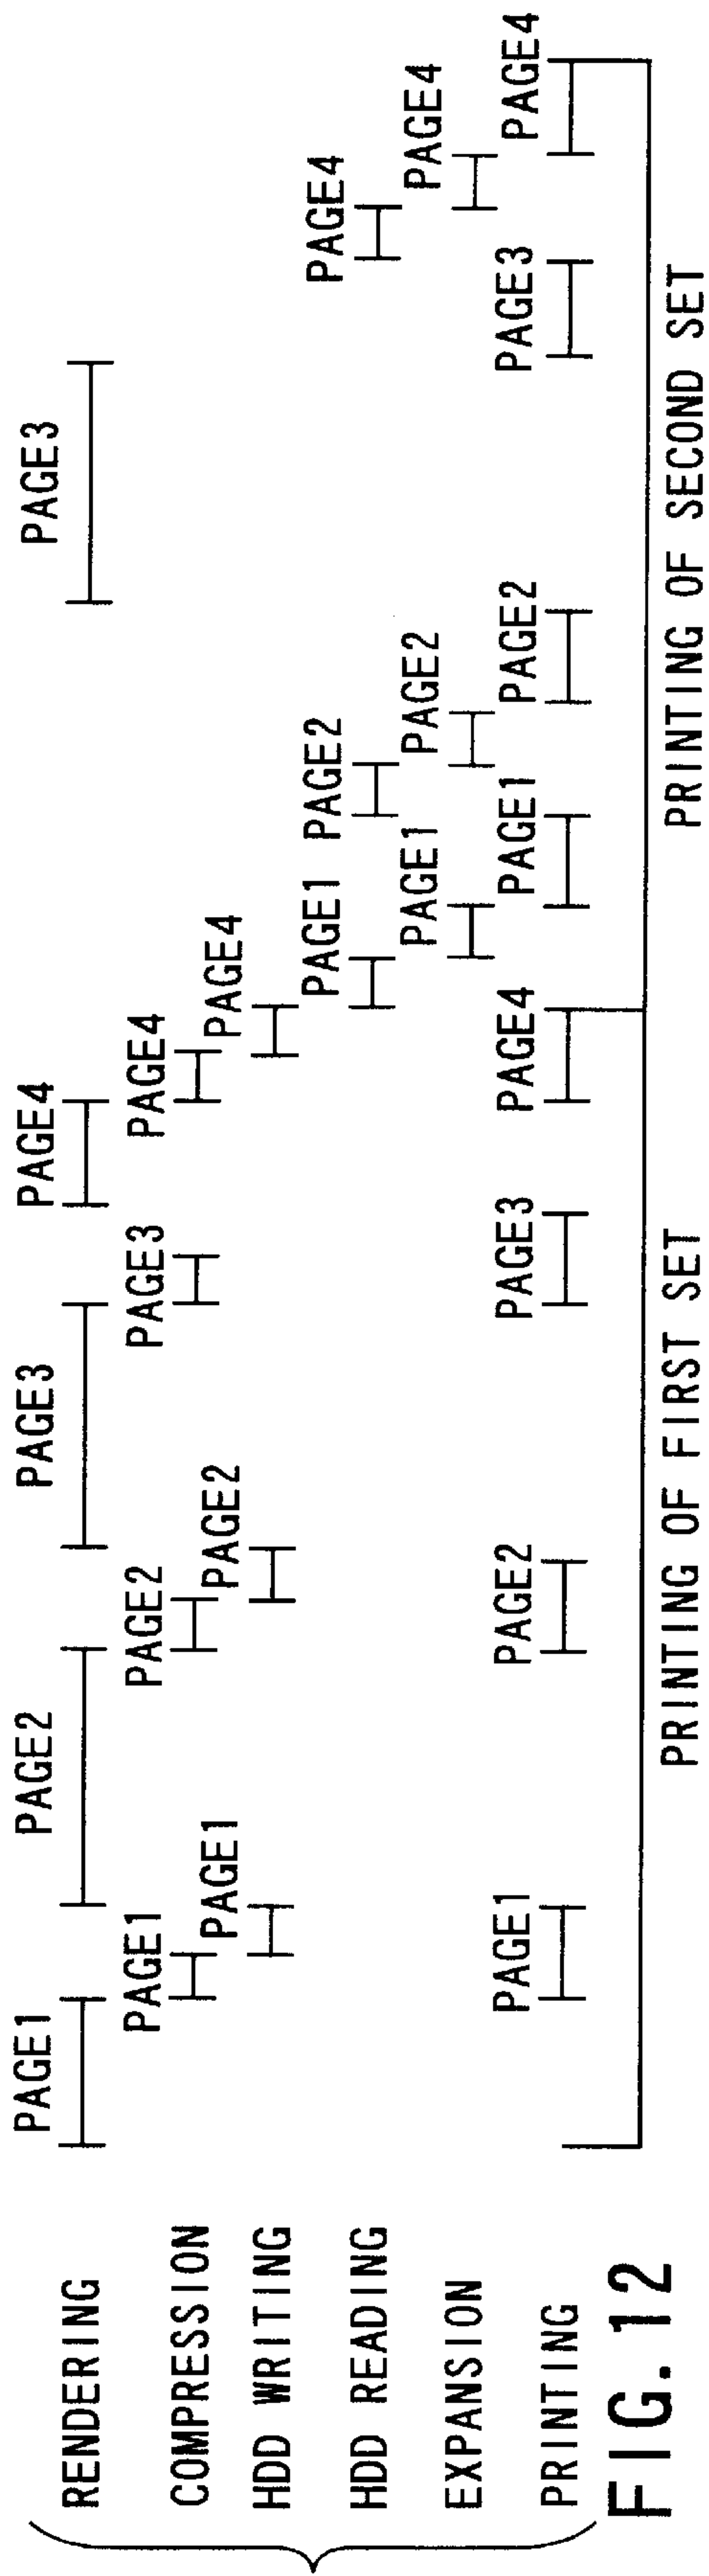 RENDERING PAGE1 PAGE2 PAGE3 PAGE4 PAGE3
COMPRESSION PAGE1 PAGE2 PAGE3 PAGE4
HDD WRITING PAGE1 PAGE2 PAGE4
HDD READING PAGE1 PAGE2 PAGE4
EXPANSION PAGE1 PAGE2 PAGE4
PRINTING PAGE1 PAGE2 PAGE3 PAGE4 PAGE1 PAGE2 PAGE3 PAGE4
PRINTING OF FIRST SET PRINTING OF SECOND SET
FIG.12